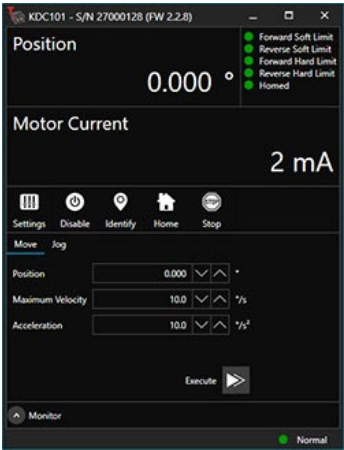 KDC101 - S/N 27000128 (FW 2.2.8)
Position
0.000 °
Forward Soft Limit
Reverse Soft Limit
Forward Hard Limit
Reverse Hard Limit
Homed
Motor Current
2 mA
Settings Disable Identify Home Stop
STOP
Move Jog
Position 0.000 °
Maximum Velocity 10.0 °/s
Acceleration 10.0 °/s²
Execute
Monitor
Normal